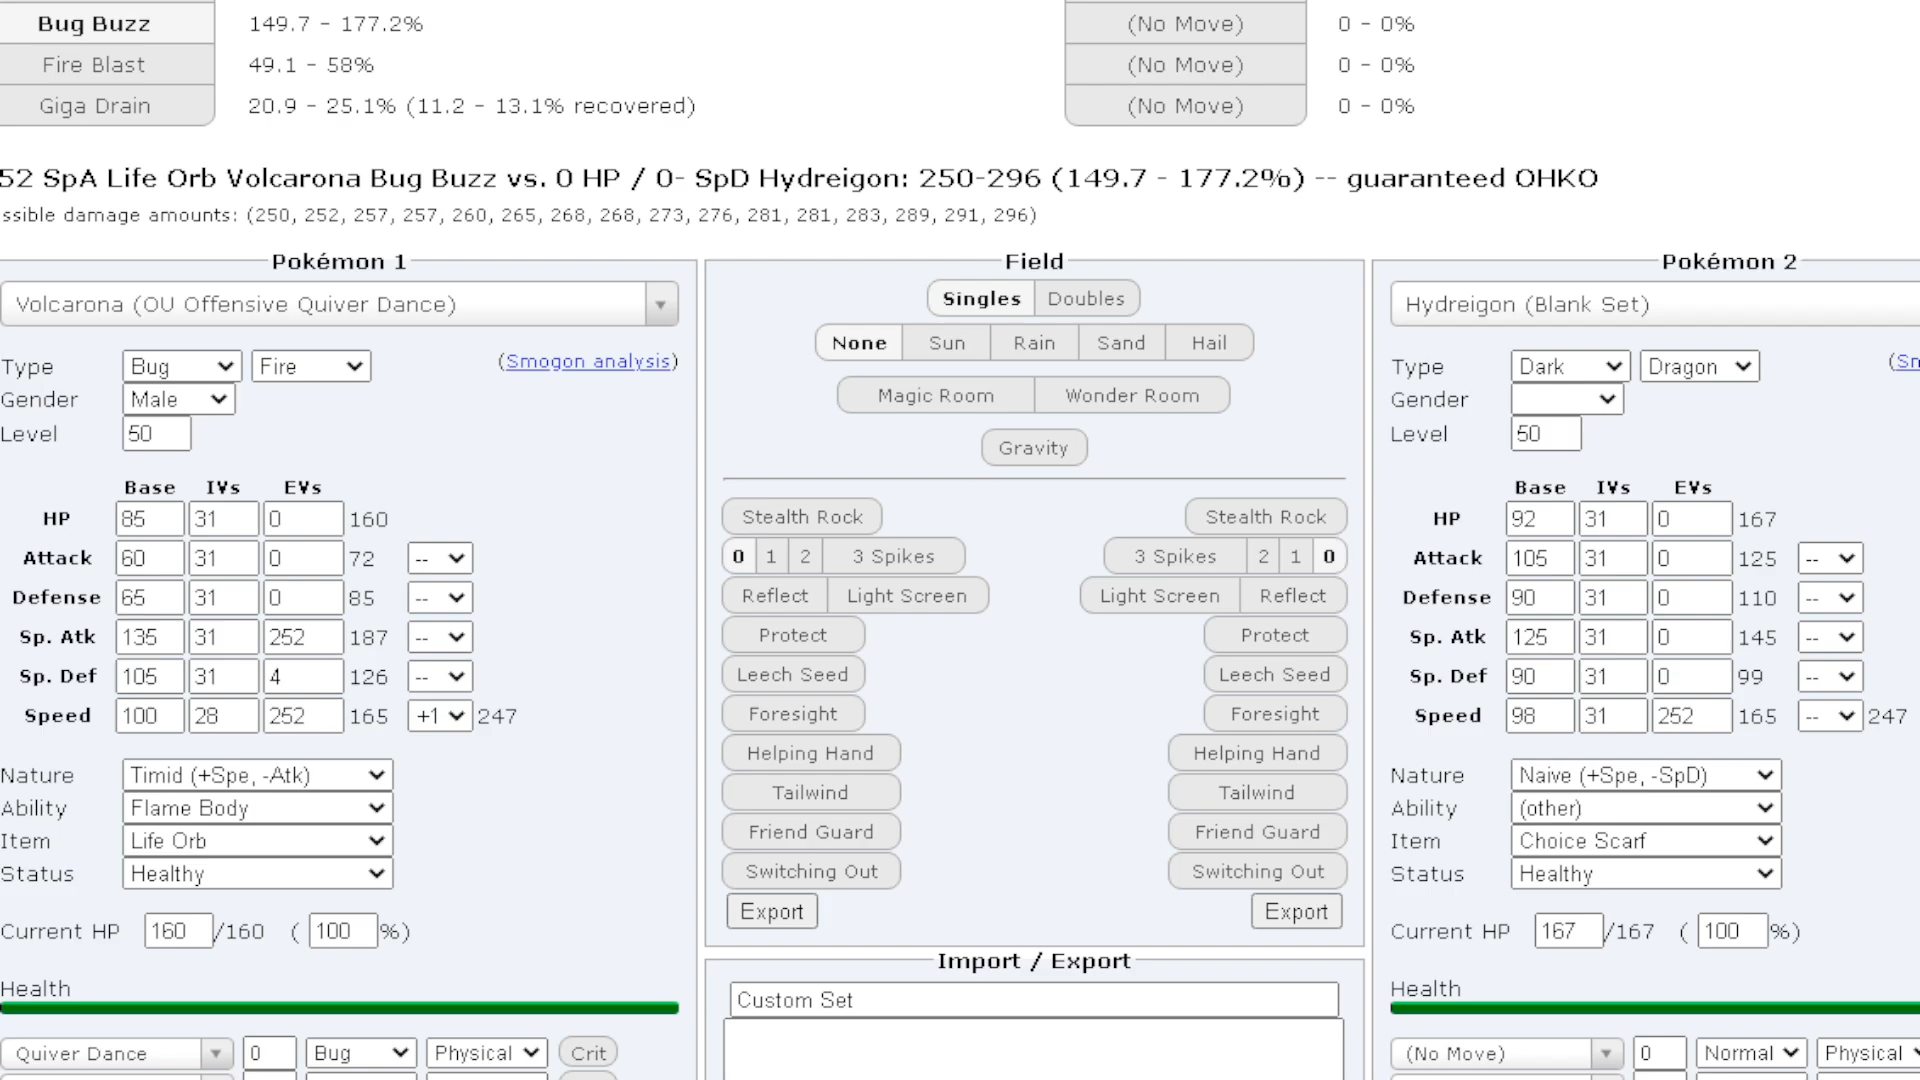 Bug Buzz 149.7 - 177.2% (No Move) 0 - 0%
Fire Blast 49.1 - 58% (No Move) 0 - 0%
Giga Drain 20.9 - 25.1% (11.2 - 13.1% recovered) (No Move) 0 - 0%
52 SpA Life Orb Volcarona Bug Buzz vs. 0 HP / 0- SpD Hydreigon: 250-296 (149.7 - 177.2%) -- guaranteed OHKO
ssible damage amounts: (250, 252, 257, 257, 260, 265, 268, 268, 273, 276, 281, 281, 283, 289, 291, 296)
Pokémon 1
Volcarona (OU Offensive Quiver Dance)
Type Bug Fire (Smogon analysis)
Gender Male
Level 50
Base IVs EVs
HP 85 31 0 160
Attack 60 31 0 72 --
Defense 65 31 0 85 --
Sp. Atk 135 31 252 187 --
Sp. Def 105 31 4 126 --
Speed 100 28 252 165 +1 247
Nature Timid (+Spe, -Atk)
Ability Flame Body
Item Life Orb
Status Healthy
Current HP 160 /160 ( 100 %)
Health
Quiver Dance 0 Bug Physical Crit
Field
Singles Doubles
None Sun Rain Sand Hail
Magic Room Wonder Room
Gravity
Stealth Rock Stealth Rock
0 1 2 3 Spikes 3 Spikes 2 1 0
Reflect Light Screen Light Screen Reflect
Protect Protect
Leech Seed Leech Seed
Foresight Foresight
Helping Hand Helping Hand
Tailwind Tailwind
Friend Guard Friend Guard
Switching Out Switching Out
Export Export
Import / Export
Custom Set
Pokémon 2
Hydreigon (Blank Set)
Type Dark Dragon (Sm
Gender
Level 50
Base IVs EVs
HP 92 31 0 167
Attack 105 31 0 125 --
Defense 90 31 0 110 --
Sp. Atk 125 31 0 145 --
Sp. Def 90 31 0 99 --
Speed 98 31 252 165 -- 247
Nature Naive (+Spe, -SpD)
Ability (other)
Item Choice Scarf
Status Healthy
Current HP 167 /167 ( 100 %)
Health
(No Move) 0 Normal Physical